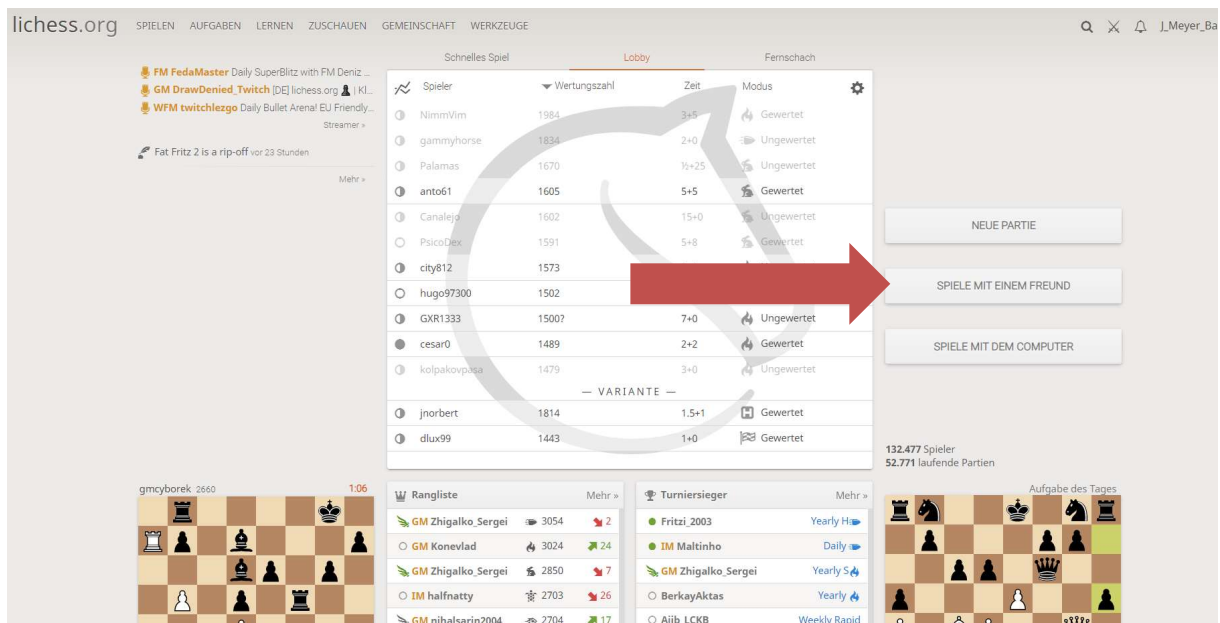 lichess.org SPIELEN AUFGABEN LERNEN ZUSCHAUEN GEMEINSCHAFT WERKZEUGE J_Meyer_Ba
FM FedaMaster Daily SuperBlitz with FM Deniz ...
GM DrawDenied_Twitch [DE] lichess.org | Kl...
WFM twitchlezgo Daily Bullet Arena! EU Friendly...
Streamer »
Fat Fritz 2 is a rip-off vor 23 Stunden
Mehr »
Schnelles Spiel Lobby Fernschach
Spieler Wertungszahl Zeit Modus
NimmVim 1984 3+5 Gewertet
gammyhorse 1834 2+0 Ungewertet
Palamas 1670 ½+25 Ungewertet
anto61 1605 5+5 Gewertet
Canalejo 1602 15+0 Ungewertet
PsicoDex 1591 5+8 Gewertet
city812 1573
hugo97300 1502
GXR1333 1500? 7+0 Ungewertet
cesar0 1489 2+2 Gewertet
kolpakovpasa 1479 3+0 Ungewertet
— VARIANTE —
jnorbert 1814 1.5+1 Gewertet
dlux99 1443 1+0 Gewertet
NEUE PARTIE
SPIELE MIT EINEM FREUND
SPIELE MIT DEM COMPUTER
132.477 Spieler
52.771 laufende Partien
gmcyborek 2660 1:06
Rangliste Mehr »
GM Zhigalko_Sergei 3054 2
GM Konevlad 3024 24
GM Zhigalko_Sergei 2850 7
IM halfnatty 2703 26
GM nihalsarin2004 2704 17
Turniersieger Mehr »
Fritzi_2003 Yearly H
IM Maltinho Daily
GM Zhigalko_Sergei Yearly S
BerkayAktas Yearly
Ajib_LCKB Weekly Rapid
Aufgabe des Tages